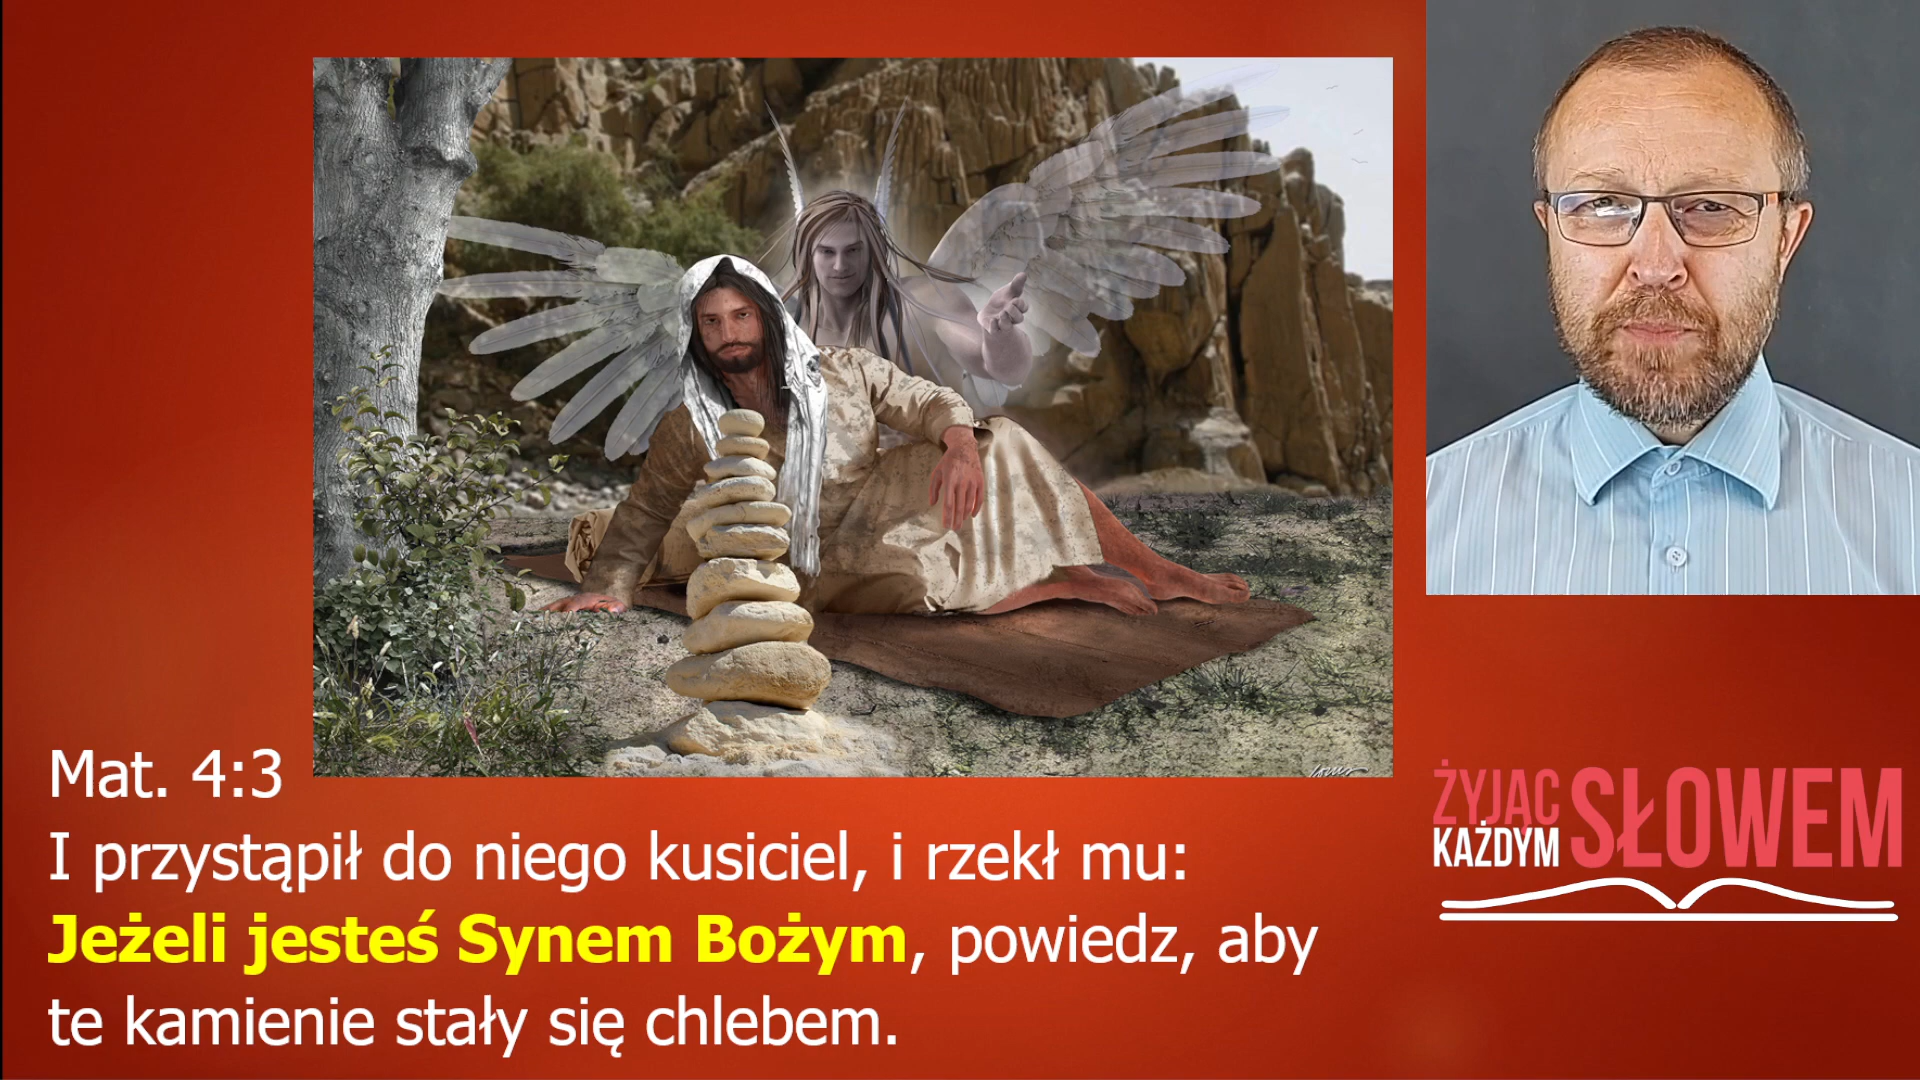 Mat. 4:3
I przystąpił do niego kusiciel, i rzekł mu:
Jeżeli jesteś Synem Bożym, powiedz, aby
te kamienie stały się chlebem.
ŻYJĄC
KAŻDYM
SŁOWEM